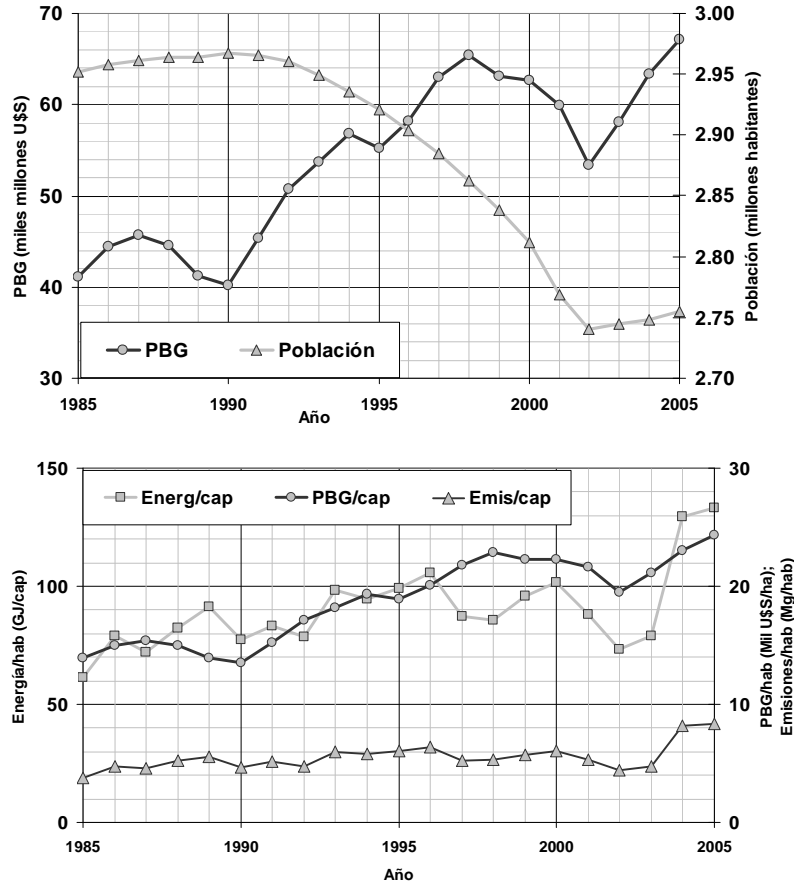 70
60
50
40
30
PBG (miles millones U$S)
3.00
2.95
2.90
2.85
2.80
2.75
2.70
Población (millones habitantes)
PBG
Población
1985
1990
1995
2000
2005
Año
150
100
50
0
Energía/hab (GJ/cap)
30
20
10
0
PBG/hab (Mil U$S/ha);
Emisiones/hab (Mg/hab)
Energ/cap
PBG/cap
Emis/cap
1985
1990
1995
2000
2005
Año